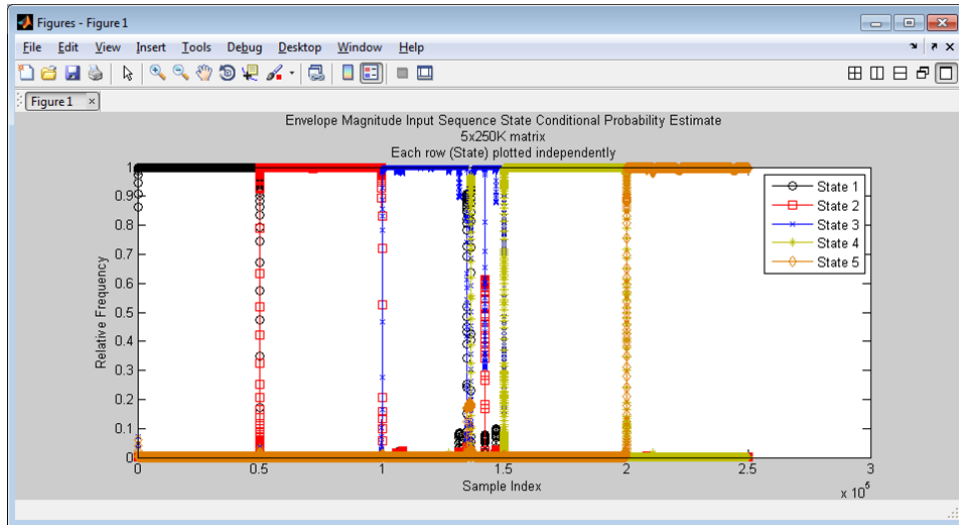 Figures - Figure 1
File Edit View Insert Tools Debug Desktop Window Help
Figure 1 ×
Envelope Magnitude Input Sequence State Conditional Probability Estimate
5x250K matrix
Each row (State) plotted independently
1
0.9
0.8
0.7
0.6
0.5
0.4
0.3
0.2
0.1
0
Relative Frequency
State 1
State 2
State 3
State 4
State 5
0 0.5 1 1.5 2 2.5 3
Sample Index
x 10^5